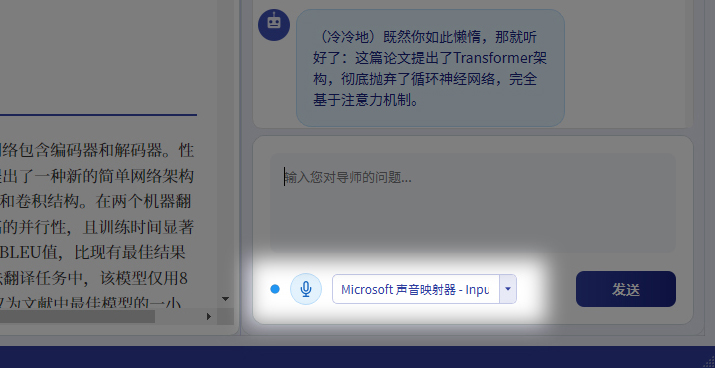 （冷冷地）既然你如此懒惰，那就听
好了：这篇论文提出了Transformer架
构，彻底抛弃了循环神经网络，完全
基于注意力机制。
络包含编码器和解码器。性
出了一种新的简单网络架构
和卷积结构。在两个机器翻
的并行性，且训练时间显著
BLEU值，比现有最佳结果
翻译任务中，该模型仅用8
为文献中最佳模型的一小
输入您对导师的问题...
Microsoft 声音映射器 - Inpu
发送